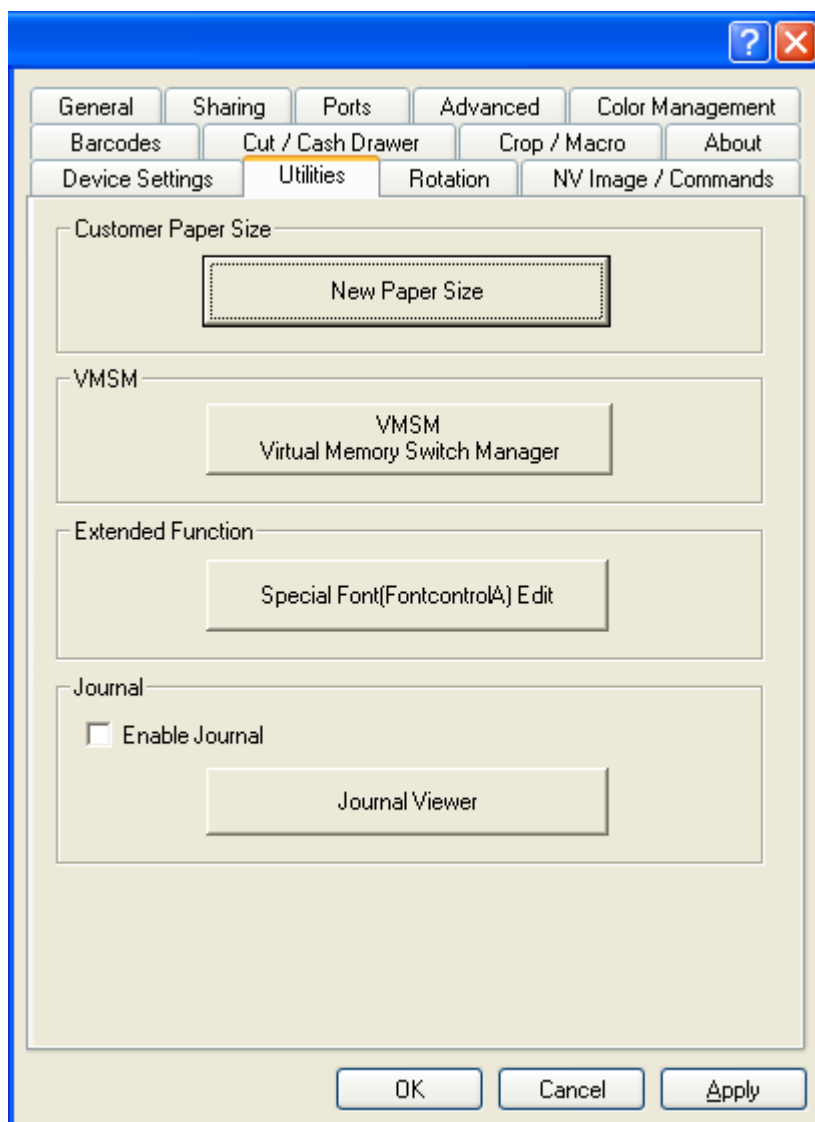 General Sharing Ports Advanced Color Management
Barcodes Cut / Cash Drawer Crop / Macro About
Device Settings Utilities Rotation NV Image / Commands
Customer Paper Size
New Paper Size
VMSM
VMSM
Virtual Memory Switch Manager
Extended Function
Special Font(FontcontrolA) Edit
Journal
Enable Journal
Journal Viewer
OK Cancel Apply